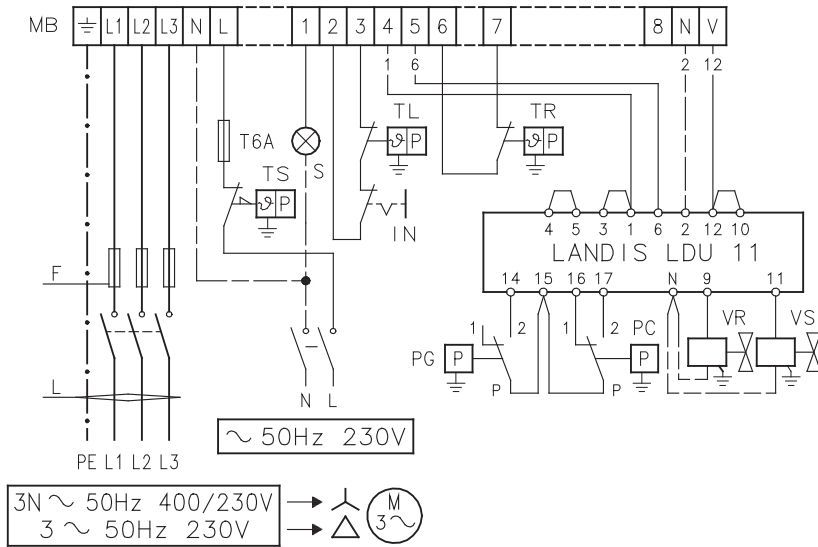 MB L1 L2 L3 N L 1 2 3 4 5 6 7 8 N V
1 6 2 12
T6A TL TR
S
TS ϑ P ϑ P
ϑ P
IN
4 5 3 1 6 2 12 10
LANDIS LDU 11
F
14 15 16 17 N 9 11
1 2 1 2 VR VS
PG P PC P
P P
L
N L
~ 50Hz 230V
PE L1 L2 L3
3N ~ 50Hz 400/230V
3 ~ 50Hz 230V
M
3~